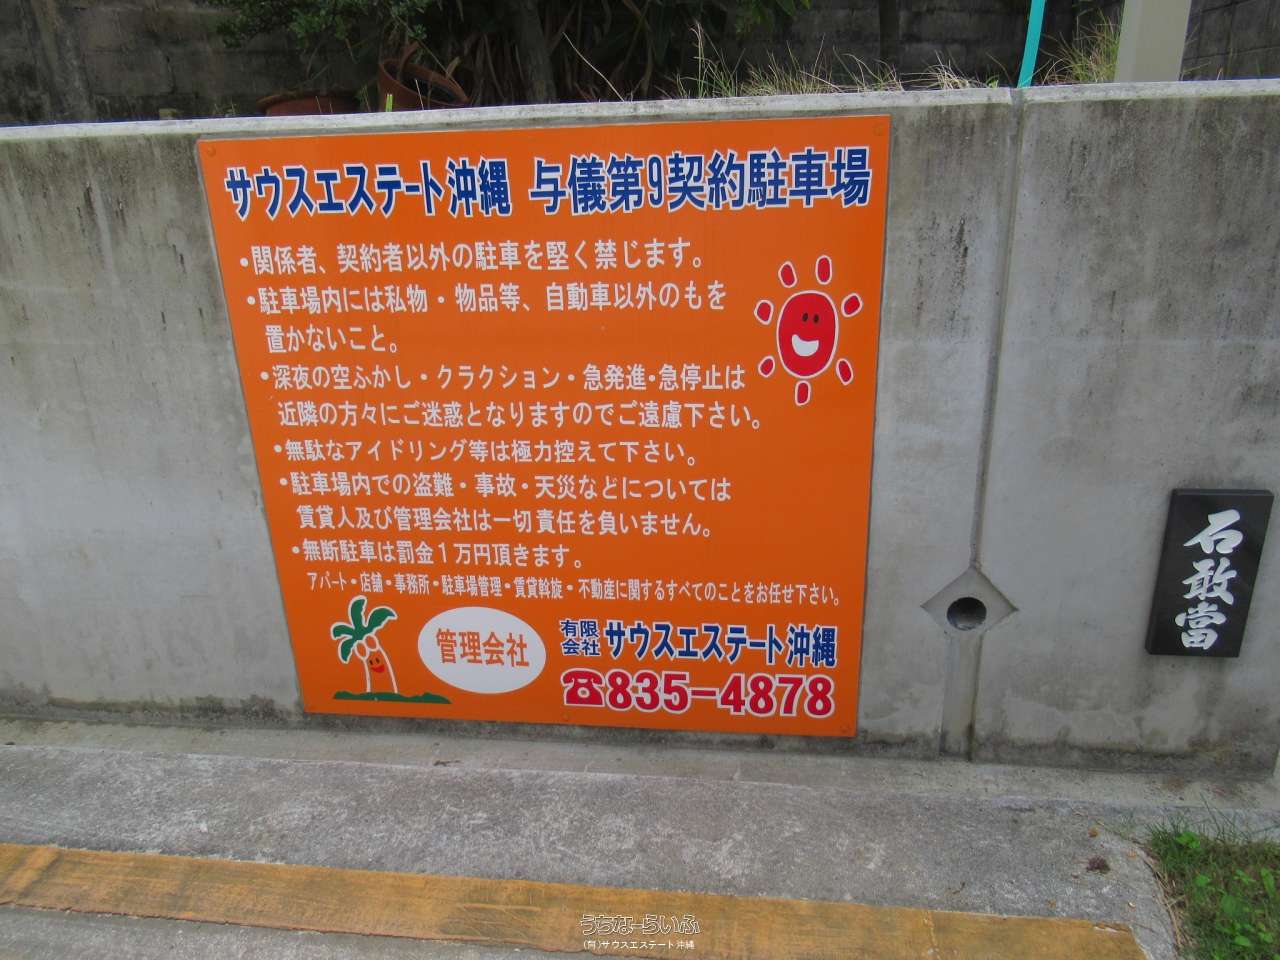 サウスエステート沖縄 与儀第9契約駐車場
・関係者、契約者以外の駐車を堅く禁じます。
・駐車場内には私物・物品等、自動車以外のもを
置かないこと。
・深夜の空ふかし・クラクション・急発進・急停止は
近隣の方々にご迷惑となりますのでご遠慮下さい。
・無駄なアイドリング等は極力控えて下さい。
・駐車場内での盗難・事故・天災などについては
賃貸人及び管理会社は一切責任を負いません。
・無断駐車は罰金1万円頂きます。
アパート・店舗・事務所・駐車場管理・賃貸斡旋・不動産に関するすべてのことをお任せ下さい。
管理会社
有限会社 サウスエステート沖縄
☎835-4878
石敢當
うちなーらいふ
(有)サウスエステート沖縄